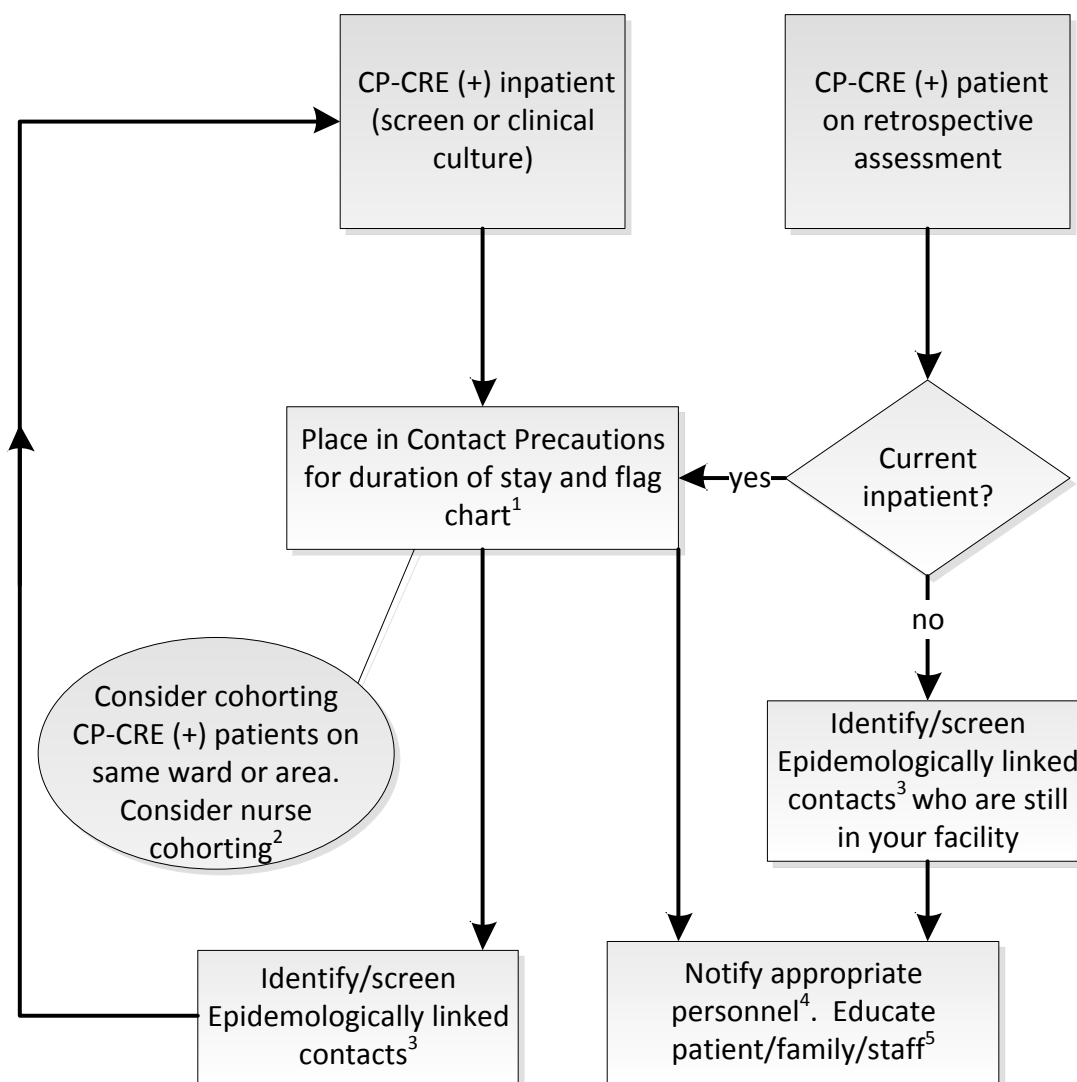 CP-CRE (+) inpatient
(screen or clinical
culture)
CP-CRE (+) patient
on retrospective
assessment
Place in Contact Precautions
for duration of stay and flag
chart1
yes
Current
inpatient?
no
Consider cohorting
CP-CRE (+) patients on
same ward or area.
Consider nurse
cohorting2
Identify/screen
Epidemologically linked
contacts3 who are still
in your facility
Identify/screen
Epidemologically linked
contacts3
Notify appropriate
personnel4.  Educate
patient/family/staff5